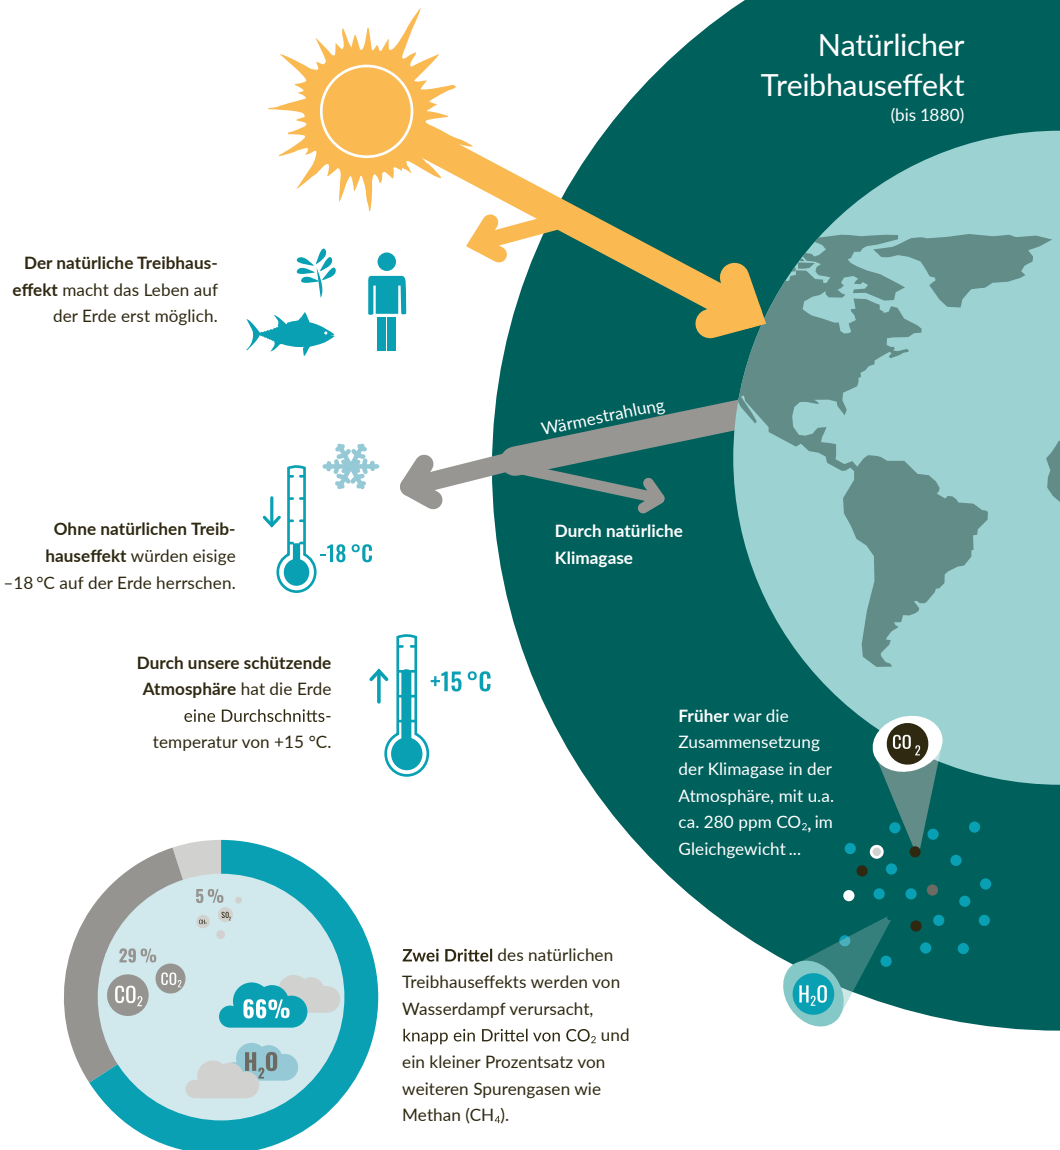 Natürlicher
Treibhauseffekt
(bis 1880)
Der natürliche Treibhaus-
effekt macht das Leben auf
der Erde erst möglich.
Wärmestrahlung
Durch natürliche
Klimagase
Ohne natürlichen Treib-
hauseffekt würden eisige
–18 °C auf der Erde herrschen.
-18 °C
Durch unsere schützende
Atmosphäre hat die Erde
eine Durchschnitts-
temperatur von +15 °C.
+15 °C
Früher war die
Zusammensetzung
der Klimagase in der
Atmosphäre, mit u.a.
ca. 280 ppm CO₂, im
Gleichgewicht ...
CO₂
H₂O
5 %
CH₄
SO₂
29 %
CO₂
CO₂
66%
H₂O
Zwei Drittel des natürlichen
Treibhauseffekts werden von
Wasserdampf verursacht,
knapp ein Drittel von CO₂ und
ein kleiner Prozentsatz von
weiteren Spurengasen wie
Methan (CH₄).